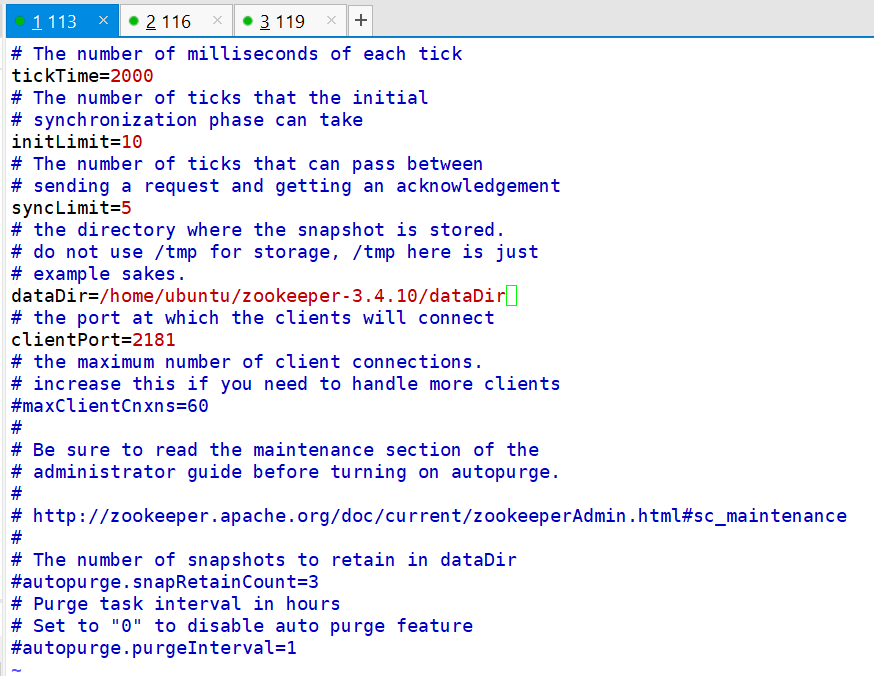 1 113 × 2 116 × 3 119 × +
# The number of milliseconds of each tick
tickTime=2000
# The number of ticks that the initial
# synchronization phase can take
initLimit=10
# The number of ticks that can pass between
# sending a request and getting an acknowledgement
syncLimit=5
# the directory where the snapshot is stored.
# do not use /tmp for storage, /tmp here is just
# example sakes.
dataDir=/home/ubuntu/zookeeper-3.4.10/dataDir
# the port at which the clients will connect
clientPort=2181
# the maximum number of client connections.
# increase this if you need to handle more clients
#maxClientCnxns=60
#
# Be sure to read the maintenance section of the
# administrator guide before turning on autopurge.
#
# http://zookeeper.apache.org/doc/current/zookeeperAdmin.html#sc_maintenance
#
# The number of snapshots to retain in dataDir
#autopurge.snapRetainCount=3
# Purge task interval in hours
# Set to "0" to disable auto purge feature
#autopurge.purgeInterval=1
~